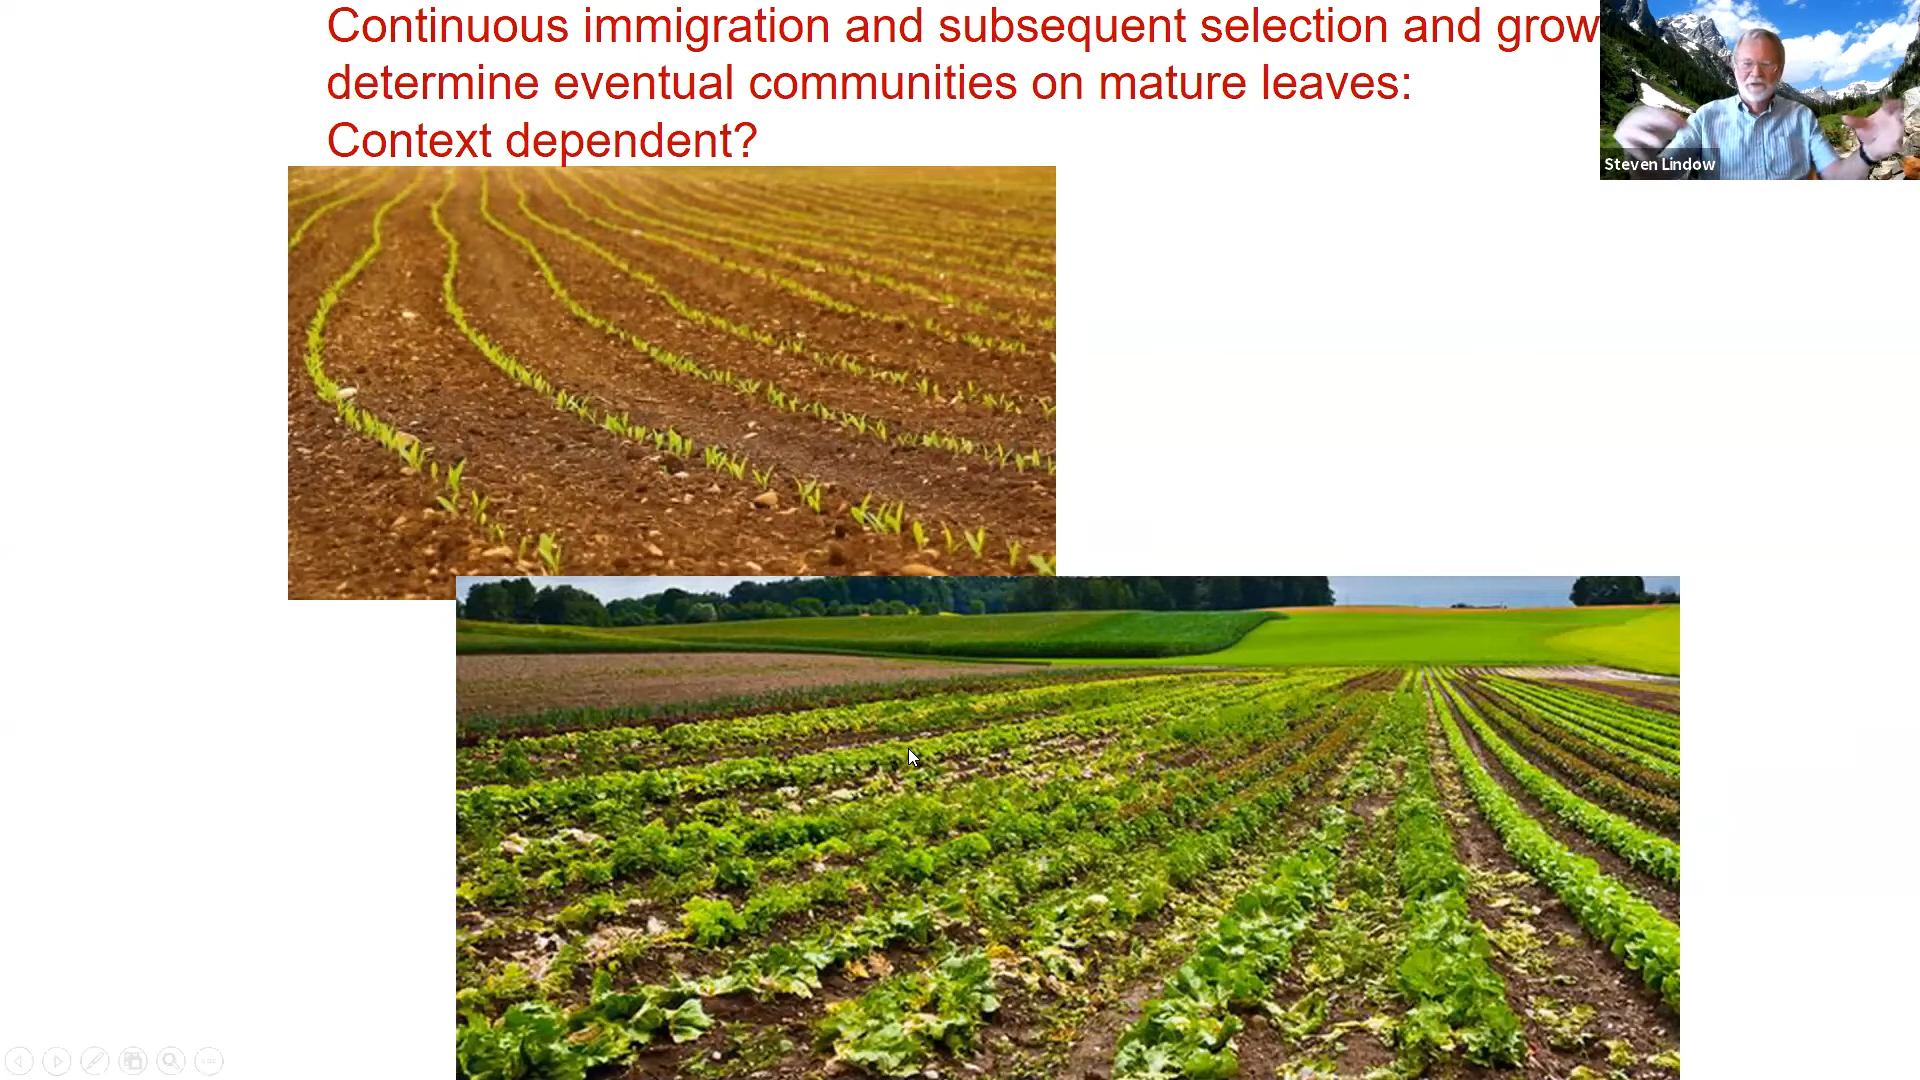 Continuous immigration and subsequent selection and grow
determine eventual communities on mature leaves:
Context dependent?
Steven Lindow